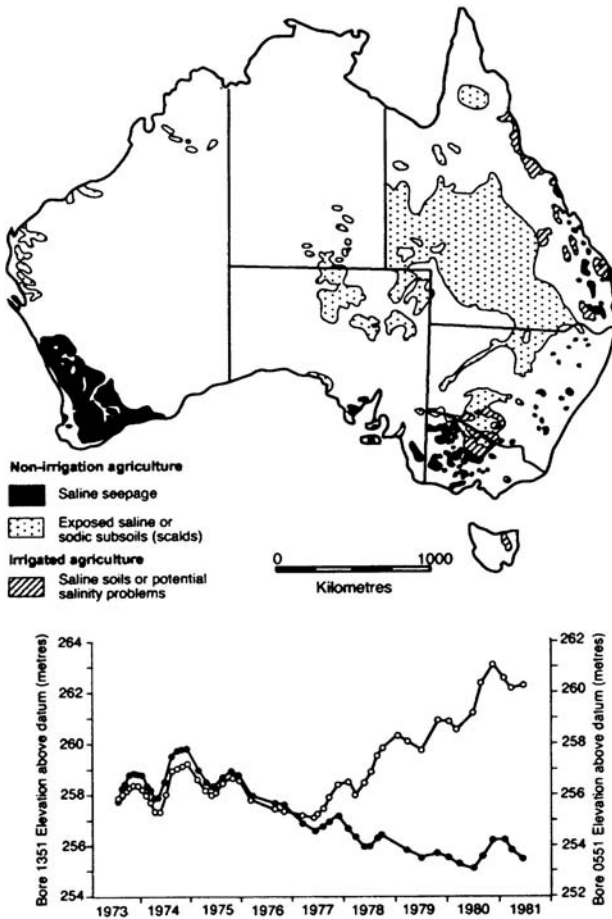 Non-irrigation agriculture
Saline seepage
Exposed saline or
sodic subsoils (scalds)
Irrigated agriculture
Saline soils or potential
salinity problems
0 1000
Kilometres
Bore 1351 Elevation above datum (metres)
264
262
260
258
256
254
262
260
258
256
254
252
Bore 0551 Elevation above datum (metres)
1973 1974 1975 1976 1977 1978 1979 1980 1981